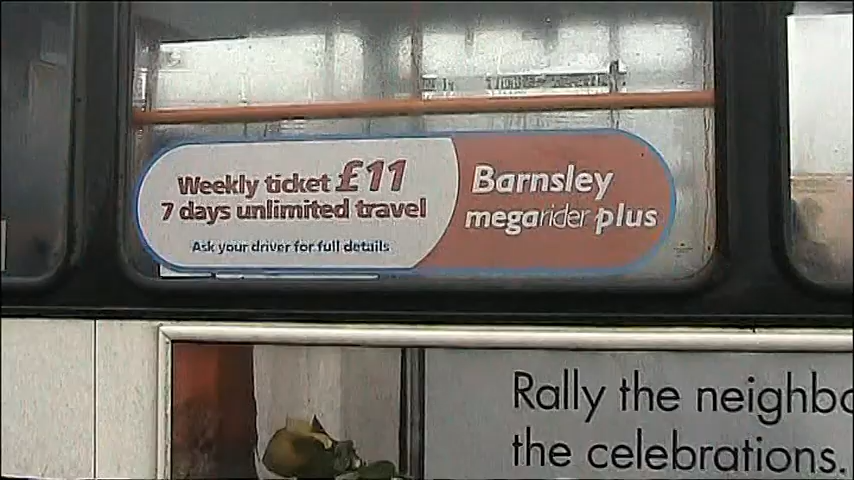 Weekly ticket £11
7 days unlimited travel
Ask your driver for full details
Barnsley
megarider plus
Rally the neighbo
the celebrations.